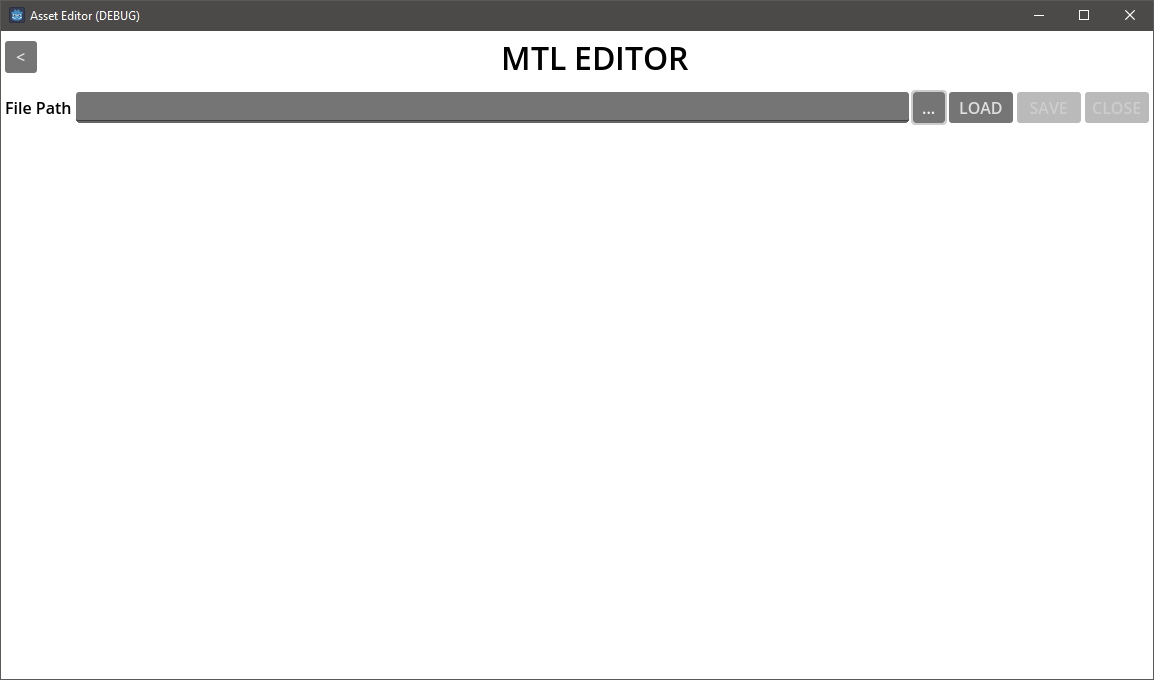 Asset Editor (DEBUG)
<
MTL EDITOR
File Path ... LOAD SAVE CLOSE